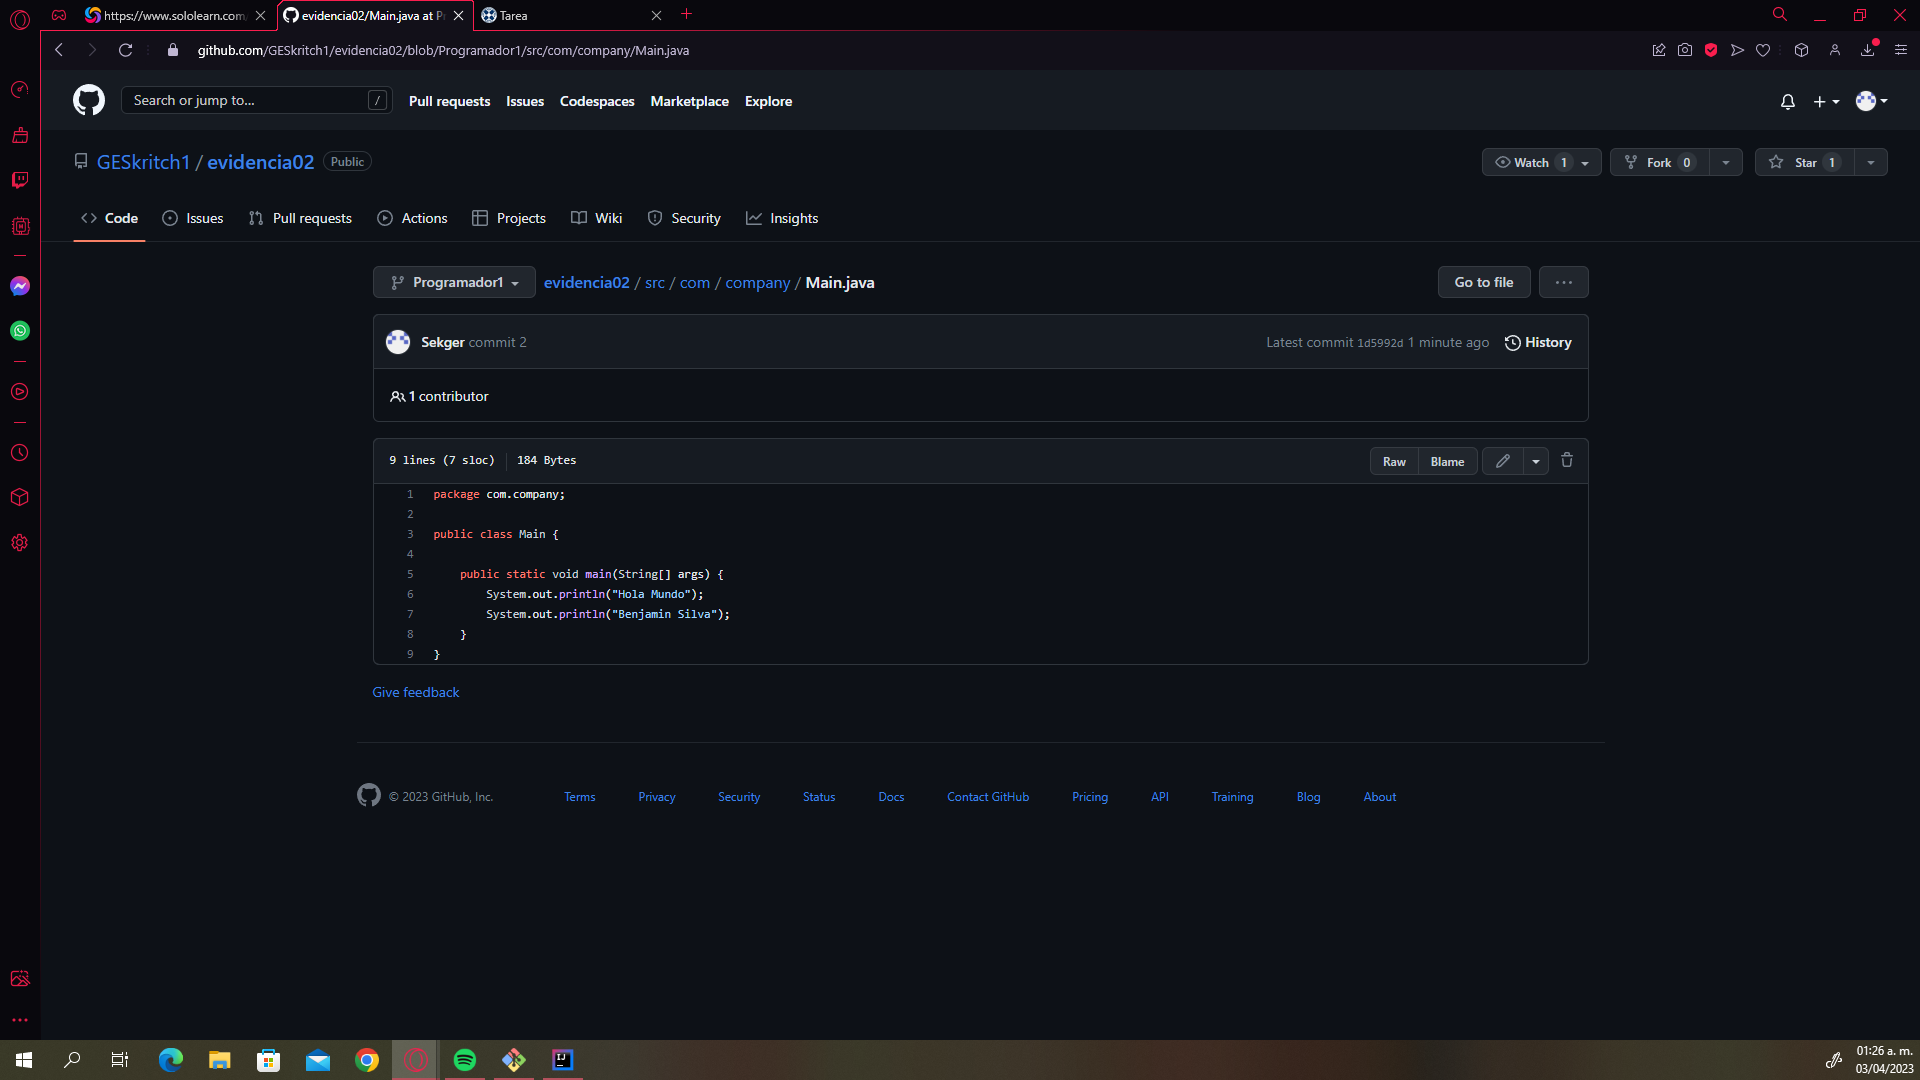 https://www.sololearn.com
evidencia02/Main.java at Pr
Tarea
github.com/GESkritch1/evidencia02/blob/Programador1/src/com/company/Main.java
Search or jump to...
/
Pull requests
Issues
Codespaces
Marketplace
Explore
GESkritch1 / evidencia02
Public
Watch 1
Fork 0
Star 1
Code
Issues
Pull requests
Actions
Projects
Wiki
Security
Insights
Programador1
evidencia02 / src / com / company / Main.java
Go to file
...
Sekger commit 2
Latest commit 1d5992d 1 minute ago
History
1 contributor
9 lines (7 sloc)
184 Bytes
Raw
Blame
1 package com.company;
2
3 public class Main {
4
5     public static void main(String[] args) {
6         System.out.println("Hola Mundo");
7         System.out.println("Benjamin Silva");
8     }
9 }
Give feedback
© 2023 GitHub, Inc.
Terms
Privacy
Security
Status
Docs
Contact GitHub
Pricing
API
Training
Blog
About
IJ
01:26 a. m.
03/04/2023